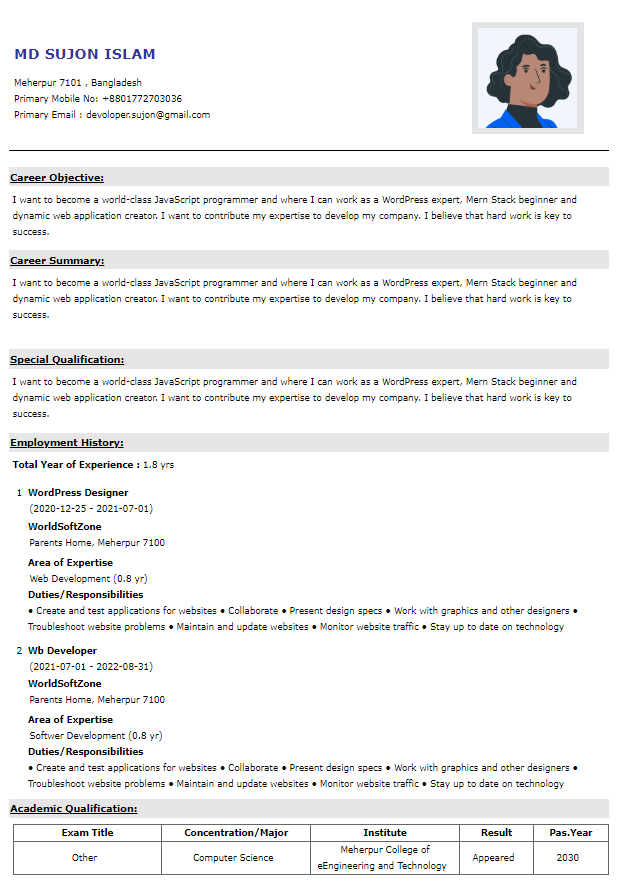 MD SUJON ISLAM
Meherpur 7101 , Bangladesh
Primary Mobile No: +8801772703036
Primary Email : devoloper.sujon@gmail.com
Career Objective:
I want to become a world-class JavaScript programmer and where I can work as a WordPress expert, Mern Stack beginner and
dynamic web application creator. I want to contribute my expertise to develop my company. I believe that hard work is key to
success.
Career Summary:
I want to become a world-class JavaScript programmer and where I can work as a WordPress expert, Mern Stack beginner and
dynamic web application creator. I want to contribute my expertise to develop my company. I believe that hard work is key to
success.
Special Qualification:
I want to become a world-class JavaScript programmer and where I can work as a WordPress expert, Mern Stack beginner and
dynamic web application creator. I want to contribute my expertise to develop my company. I believe that hard work is key to
success.
Employment History:
Total Year of Experience : 1.8 yrs
1 WordPress Designer
(2020-12-25 - 2021-07-01)
WorldSoftZone
Parents Home, Meherpur 7100
Area of Expertise
Web Development (0.8 yr)
Duties/Responsibilities
● Create and test applications for websites ● Collaborate ● Present design specs ● Work with graphics and other designers ●
Troubleshoot website problems ● Maintain and update websites ● Monitor website traffic ● Stay up to date on technology
2 Wb Developer
(2021-07-01 - 2022-08-31)
WorldSoftZone
Parents Home, Meherpur 7100
Area of Expertise
Softwer Development (0.8 yr)
Duties/Responsibilities
● Create and test applications for websites ● Collaborate ● Present design specs ● Work with graphics and other designers ●
Troubleshoot website problems ● Maintain and update websites ● Monitor website traffic ● Stay up to date on technology
Academic Qualification:
Exam Title Concentration/Major Institute Result Pas.Year
Other Computer Science Meherpur College of eEngineering and Technology Appeared 2030